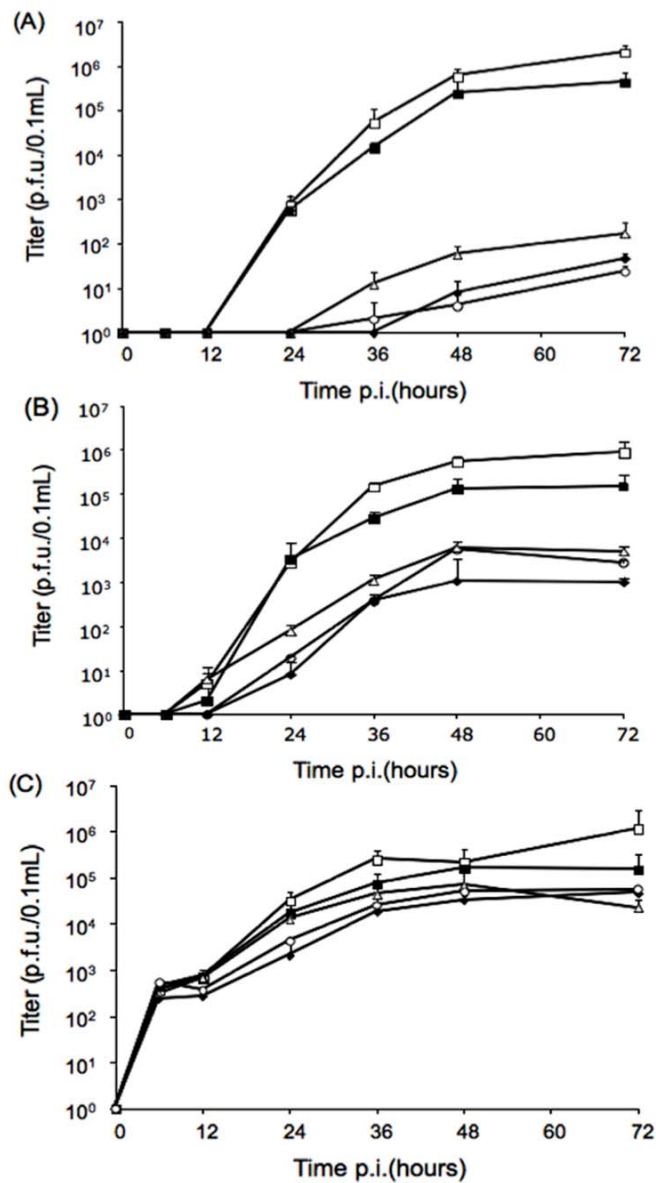 (A)
10⁷
10⁶
10⁵
10⁴
10³
10²
10¹
10⁰
Titer (p.f.u./0.1mL)
0 12 24 36 48 60 72
Time p.i.(hours)
(B)
10⁷
10⁶
10⁵
10⁴
10³
10²
10¹
10⁰
Titer (p.f.u./0.1mL)
0 12 24 36 48 60 72
Time p.i.(hours)
(C)
10⁷
10⁶
10⁵
10⁴
10³
10²
10¹
10⁰
Titer (p.f.u./0.1mL)
0 12 24 36 48 60 72
Time p.i.(hours)